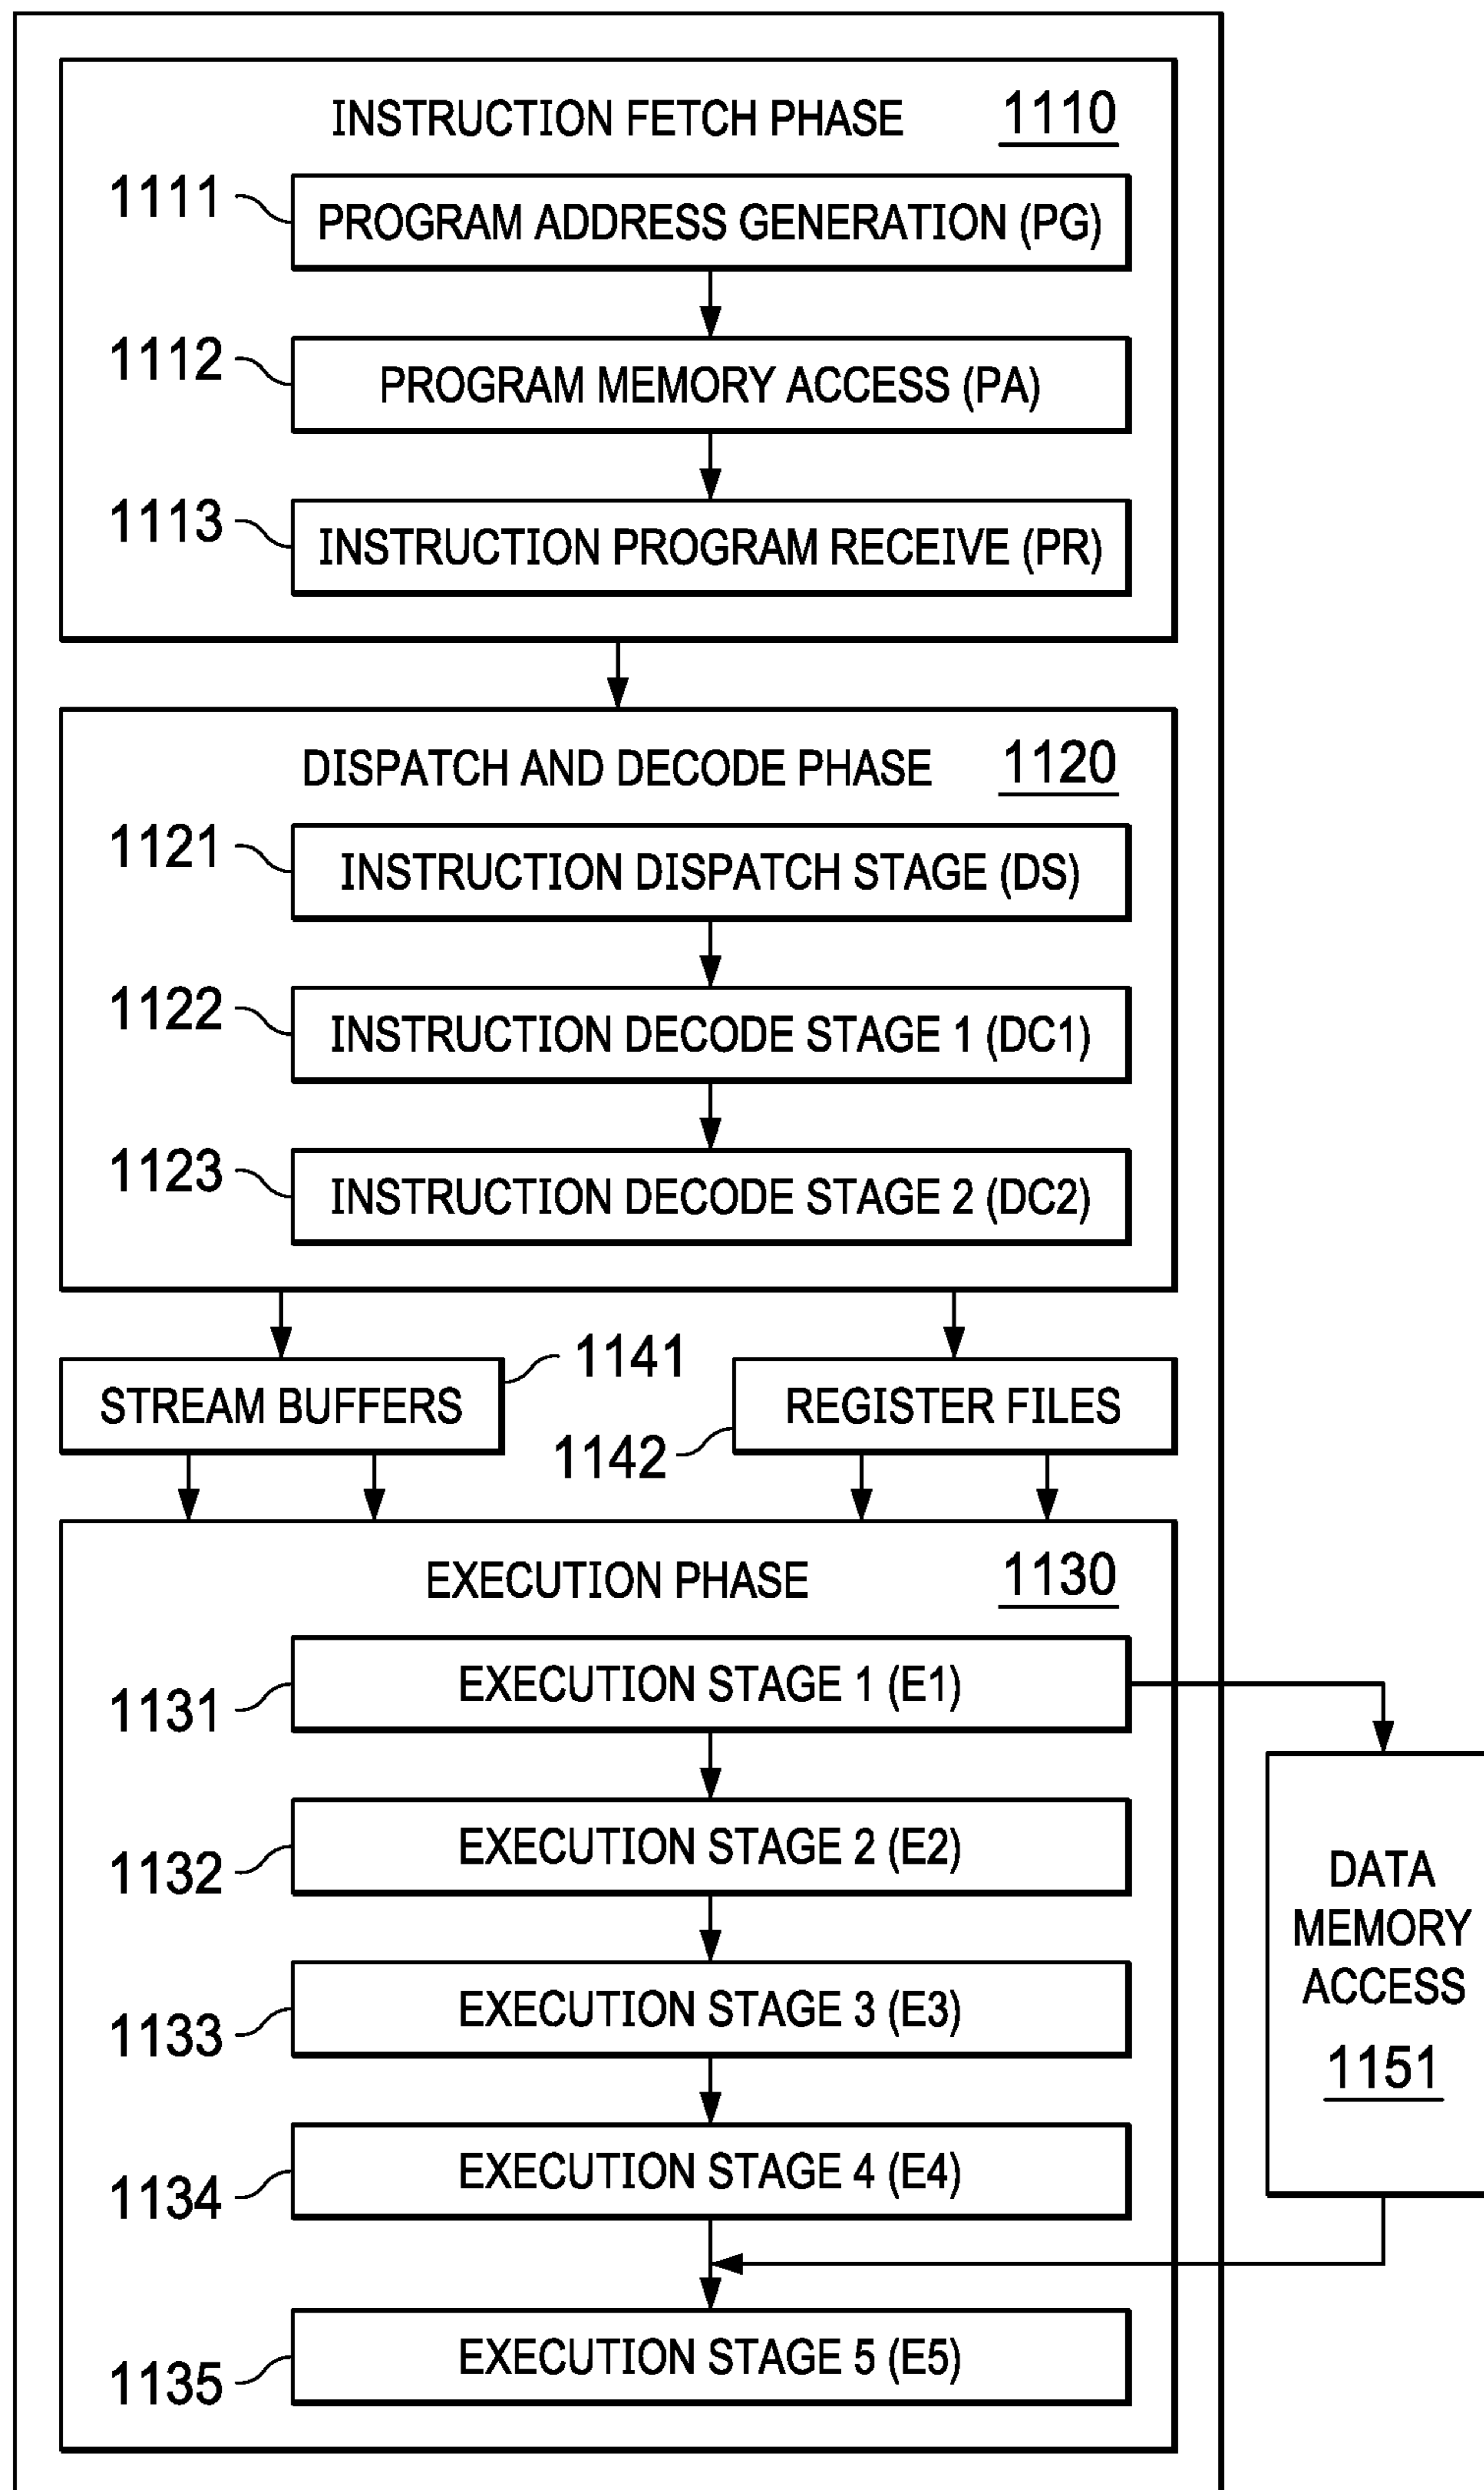 INSTRUCTION FETCH PHASE 1110
1111 PROGRAM ADDRESS GENERATION (PG)
1112 PROGRAM MEMORY ACCESS (PA)
1113 INSTRUCTION PROGRAM RECEIVE (PR)
DISPATCH AND DECODE PHASE 1120
1121 INSTRUCTION DISPATCH STAGE (DS)
1122 INSTRUCTION DECODE STAGE 1 (DC1)
1123 INSTRUCTION DECODE STAGE 2 (DC2)
STREAM BUFFERS 1141
1142 REGISTER FILES
EXECUTION PHASE 1130
1131 EXECUTION STAGE 1 (E1)
1132 EXECUTION STAGE 2 (E2)
1133 EXECUTION STAGE 3 (E3)
1134 EXECUTION STAGE 4 (E4)
1135 EXECUTION STAGE 5 (E5)
DATA
MEMORY
ACCESS
1151